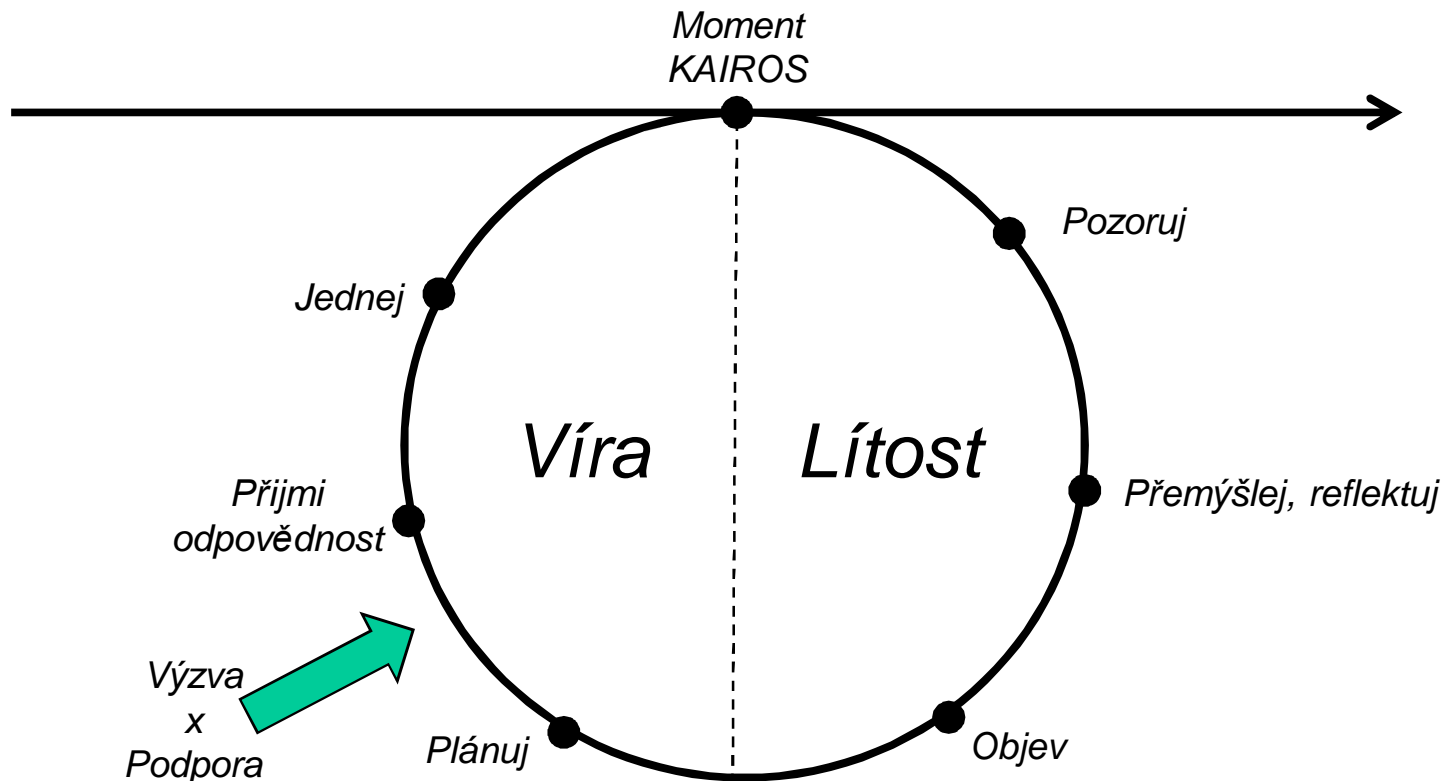 Moment
KAIROS
Pozoruj
Jednej
Víra
Lítost
Přemýšlej, reflektuj
Přijmi
odpovědnost
Výzva
x
Podpora
Plánuj
Objev